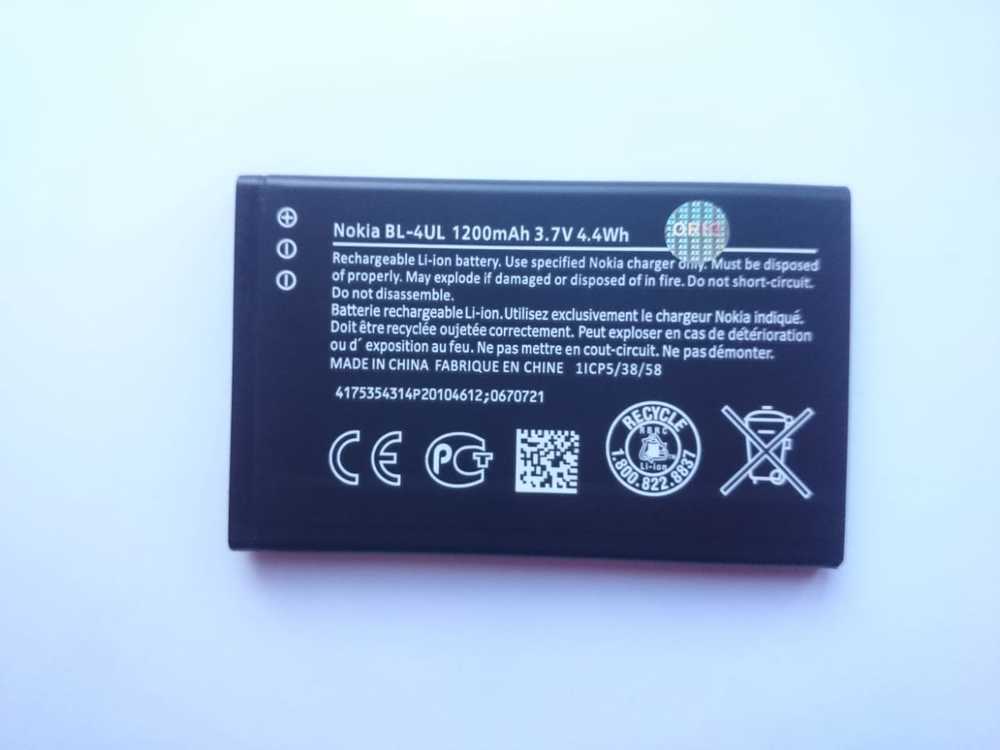 Nokia BL-4UL 1200mAh 3.7V 4.4Wh
Rechargeable Li-ion battery. Use specified Nokia charger only. Must be disposed
of properly. May explode if damaged or disposed of in fire. Do not short-circuit.
Do not disassemble.
Batterie rechargeable Li-ion. Utilisez exclusivement le chargeur Nokia indiqué.
Doit être recyclée oujetée correctement. Peut exploser en cas de détérioration
ou d´ exposition au feu. Ne pas mettre en cout-circuit. Ne pas démonter.
MADE IN CHINA FABRIQUE EN CHINE 1ICP5/38/58
4175354314P20104612;0670721
CE
PCT
RECYCLE
RBRC
Li-ion
1.800.822.8837